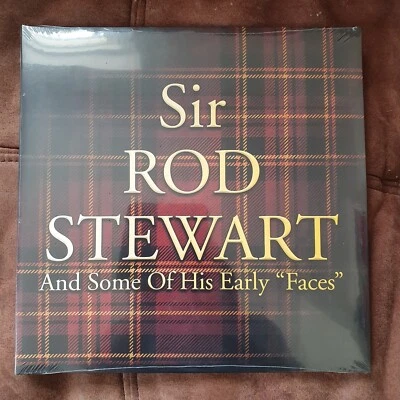 Sir
ROD
STEWART
And Some Of His Early “Faces”